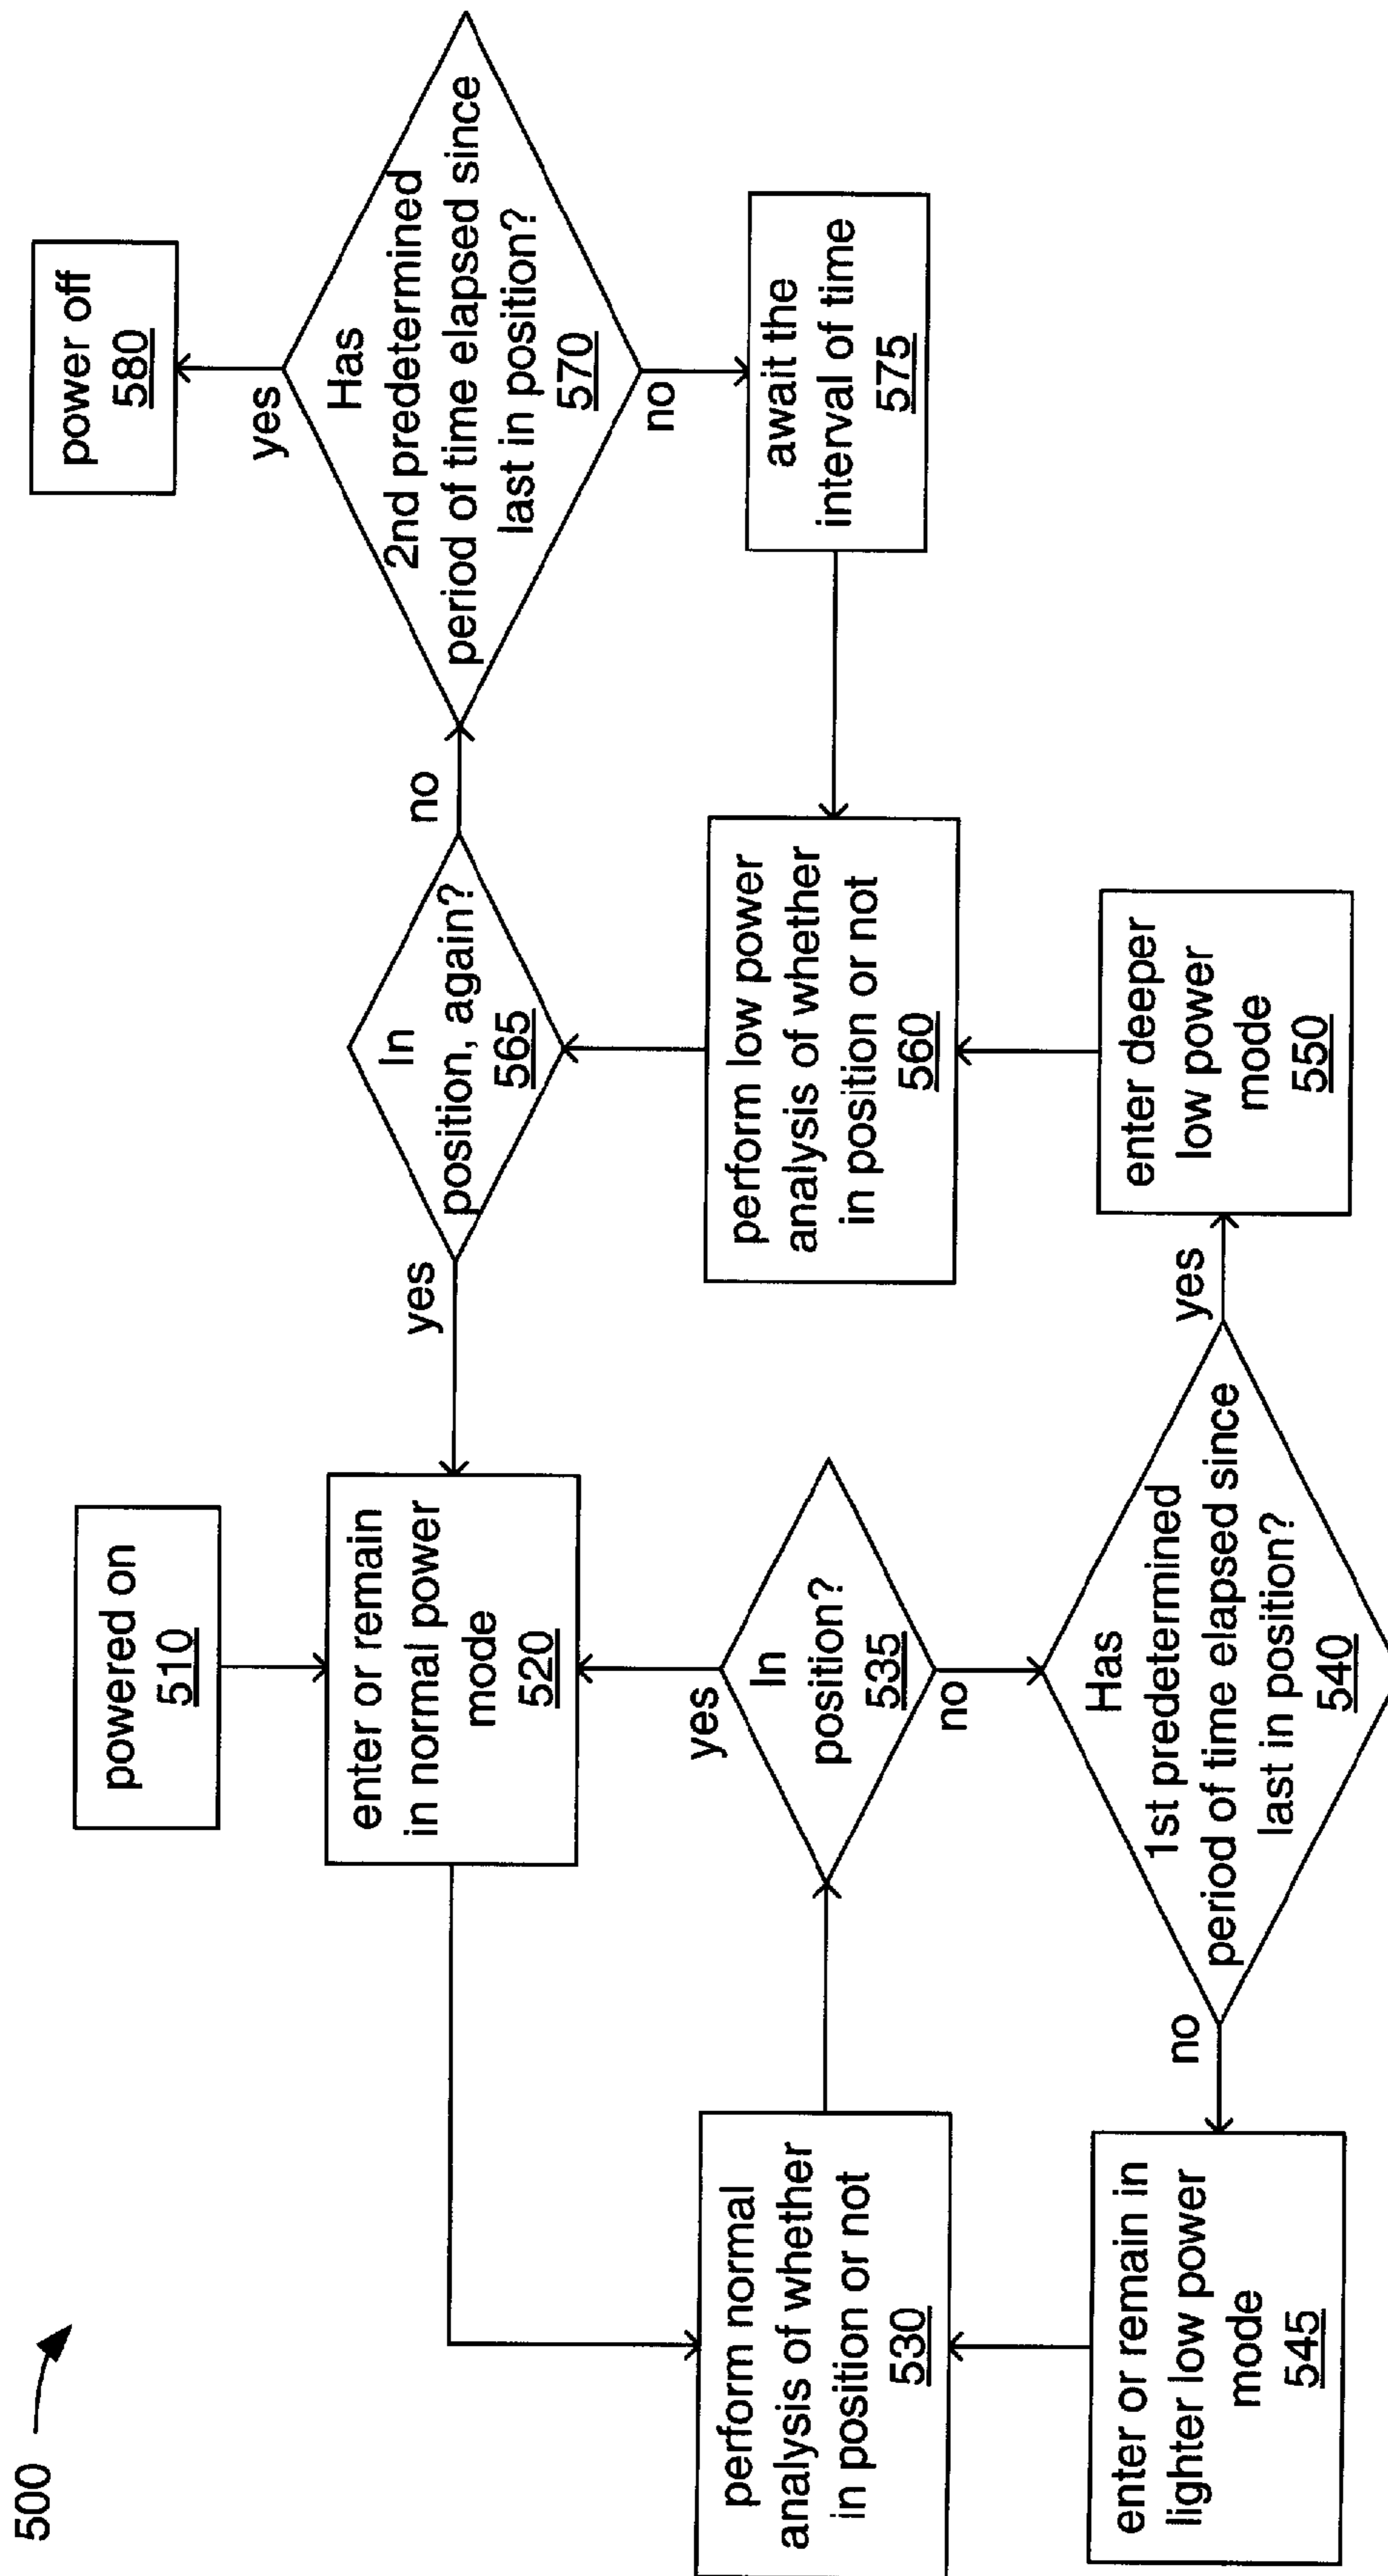 500
powered on
510
enter or remain
in normal power
mode
520
perform normal
analysis of whether
in position or not
530
In
position?
535
yes
no
Has
1st predetermined
period of time elapsed since
last in position?
540
no
yes
enter or remain in
lighter low power
mode
545
enter deeper
low power
mode
550
perform low power
analysis of whether
in position or not
560
In
position, again?
565
yes
no
Has
2nd predetermined
period of time elapsed since
last in position?
570
yes
no
await the
interval of time
575
power off
580